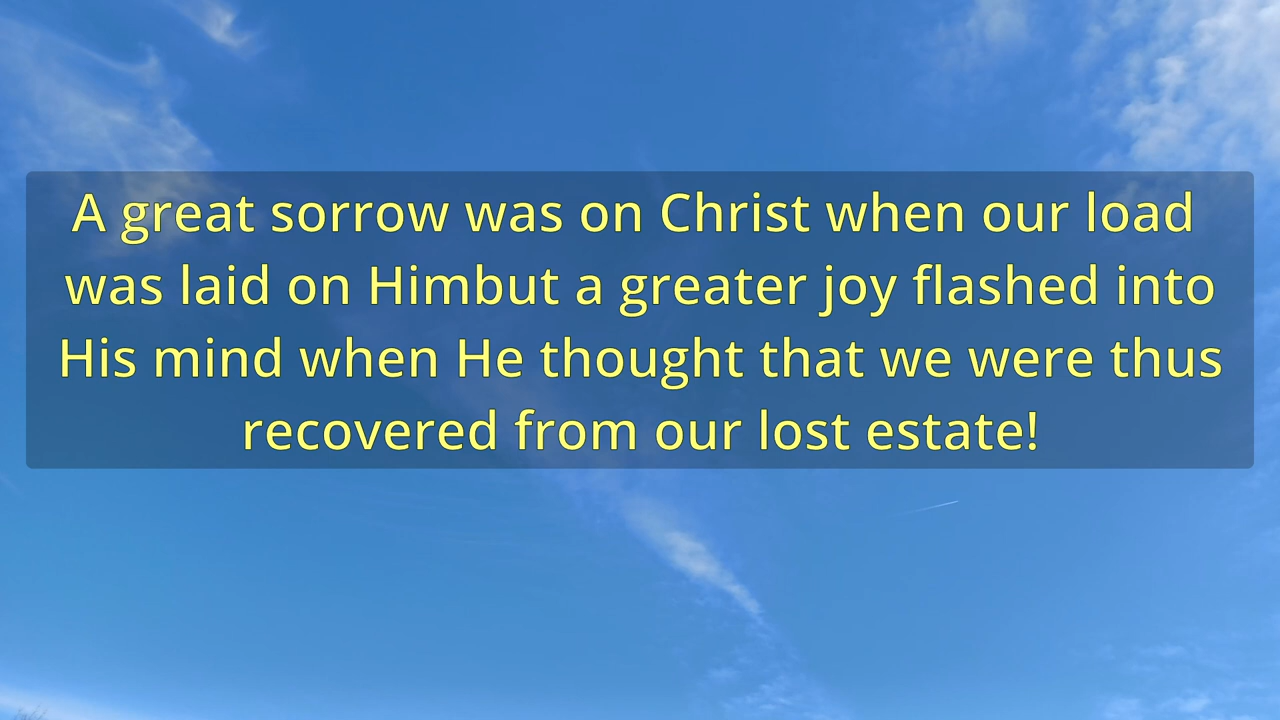 A great sorrow was on Christ when our load
was laid on Himbut a greater joy flashed into
His mind when He thought that we were thus
recovered from our lost estate!